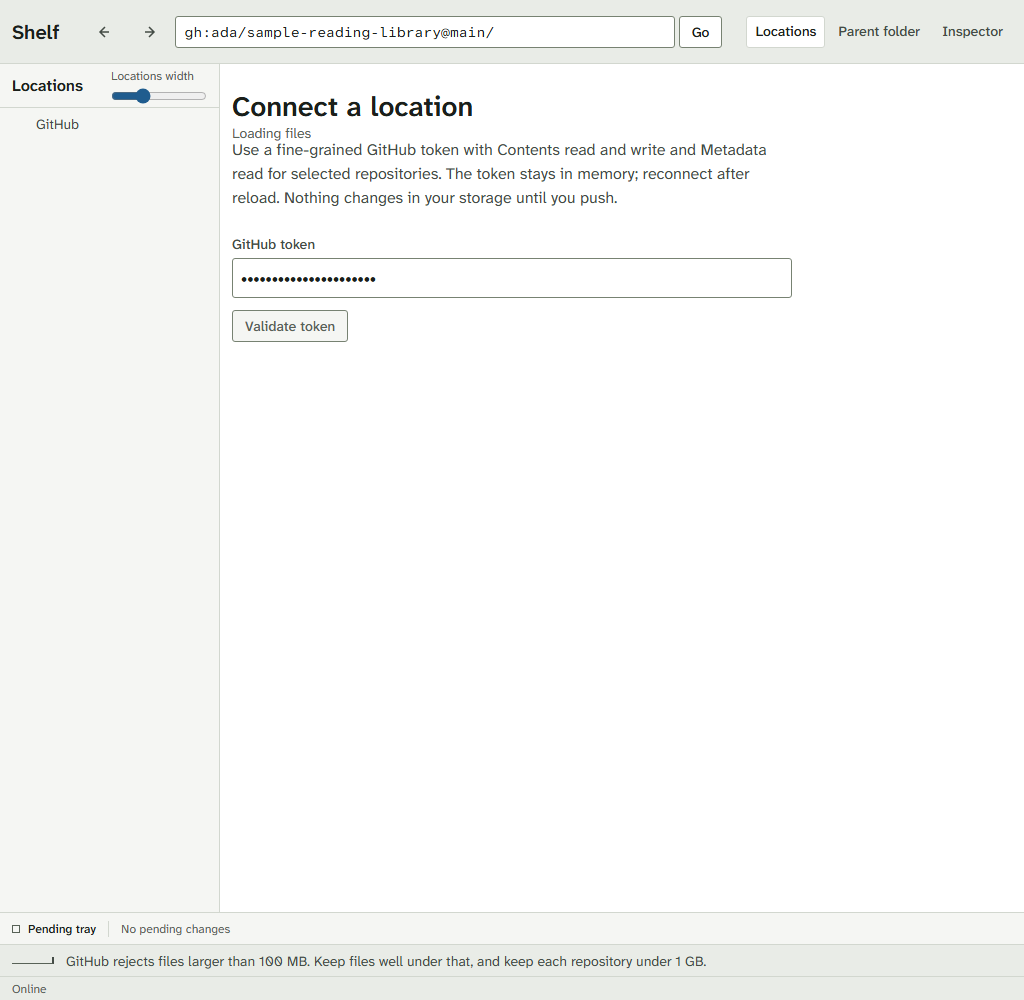 Shelf
gh:ada/sample-reading-library@main/
Go
Locations
Parent folder
Inspector
Locations
Locations width
GitHub
Connect a location
Loading files
Use a fine-grained GitHub token with Contents read and write and Metadata
read for selected repositories. The token stays in memory; reconnect after
reload. Nothing changes in your storage until you push.
GitHub token
••••••••••••••••••••••
Validate token
Pending tray
No pending changes
GitHub rejects files larger than 100 MB. Keep files well under that, and keep each repository under 1 GB.
Online